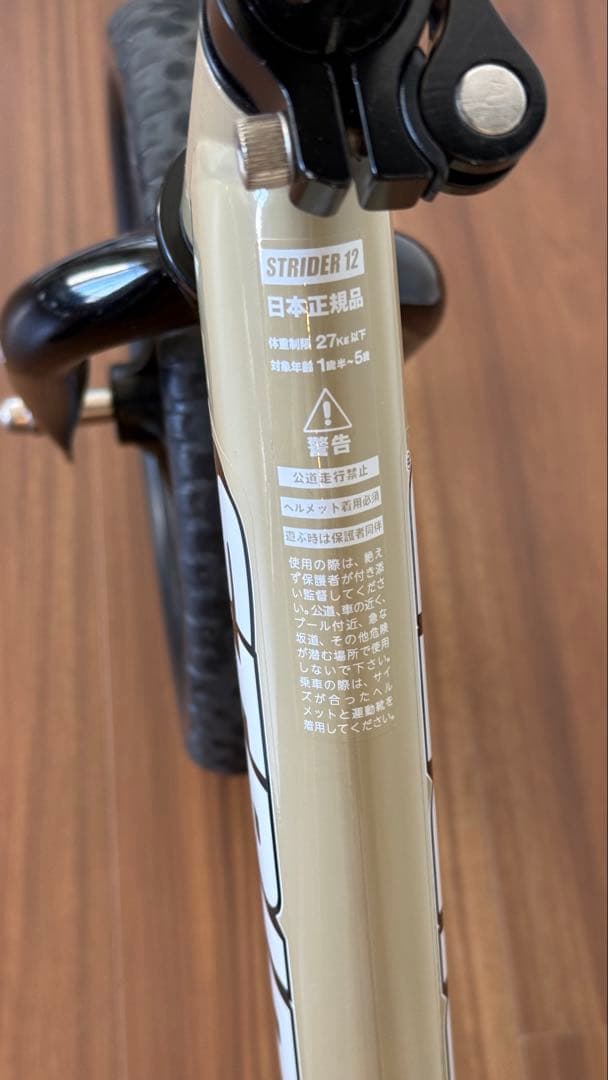 STRIDER 12
日本正規品
体重制限 27KG以下
対象年齢 1歳半~5歳
警告
公道走行禁止
ヘルメット着用必須
遊ぶ時は保護者同伴
使用の際は、絶え
ず保護者が付き添
い監督してくださ
い。公道、車の近く、
プール付近、急な
坂道、その他危険
が潜む場所で使用
しないで下さい。
乗車の際は、サイ
ズが合ったヘル
メットと運動靴を
着用してください。